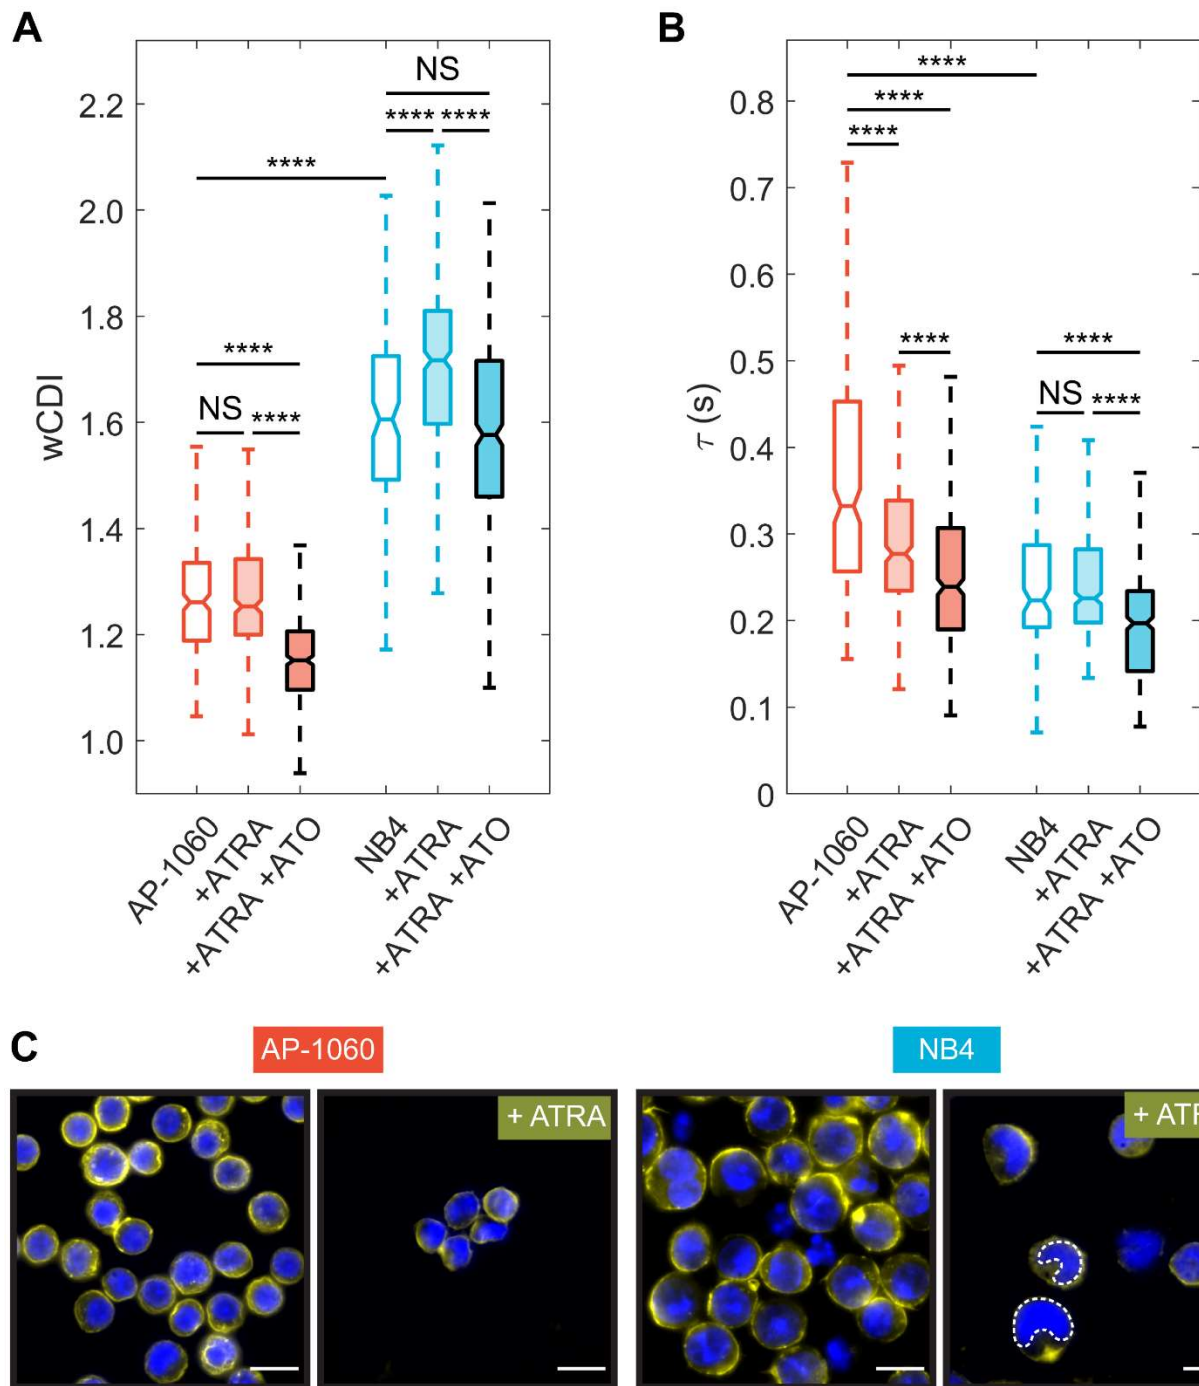 A
B
2.2
2.0
1.8
1.6
1.4
1.2
1.0
wCDI
NS
**** ****
****
****
NS ****
AP-1060
+ATRA
+ATRA +ATO
NB4
+ATRA
+ATRA +ATO
0.8
0.7
0.6
0.5
0.4
0.3
0.2
0.1
0
τ (s)
****
****
****
****
****
NS ****
AP-1060
+ATRA
+ATRA +ATO
NB4
+ATRA
+ATRA +ATO
C
AP-1060
NB4
+ ATRA